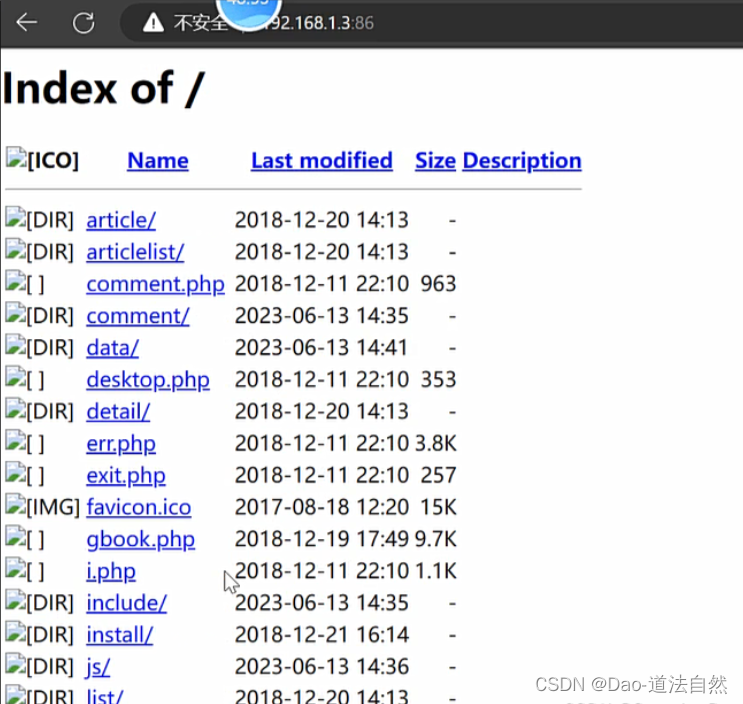 不安全 92.168.1.3:86
Index of /
[ICO] Name Last modified Size Description
[DIR] article/ 2018-12-20 14:13 -
[DIR] articlelist/ 2018-12-20 14:13 -
[ ] comment.php 2018-12-11 22:10 963
[DIR] comment/ 2023-06-13 14:35 -
[DIR] data/ 2023-06-13 14:41 -
[ ] desktop.php 2018-12-11 22:10 353
[DIR] detail/ 2018-12-20 14:13 -
[ ] err.php 2018-12-11 22:10 3.8K
[ ] exit.php 2018-12-11 22:10 257
[IMG] favicon.ico 2017-08-18 12:20 15K
[ ] gbook.php 2018-12-19 17:49 9.7K
[ ] i.php 2018-12-11 22:10 1.1K
[DIR] include/ 2023-06-13 14:35 -
[DIR] install/ 2018-12-21 16:14 -
[DIR] js/ 2023-06-13 14:36 -
[DIR] list/ 2018-12-20 14:13 -
CSDN @Dao-道法自然